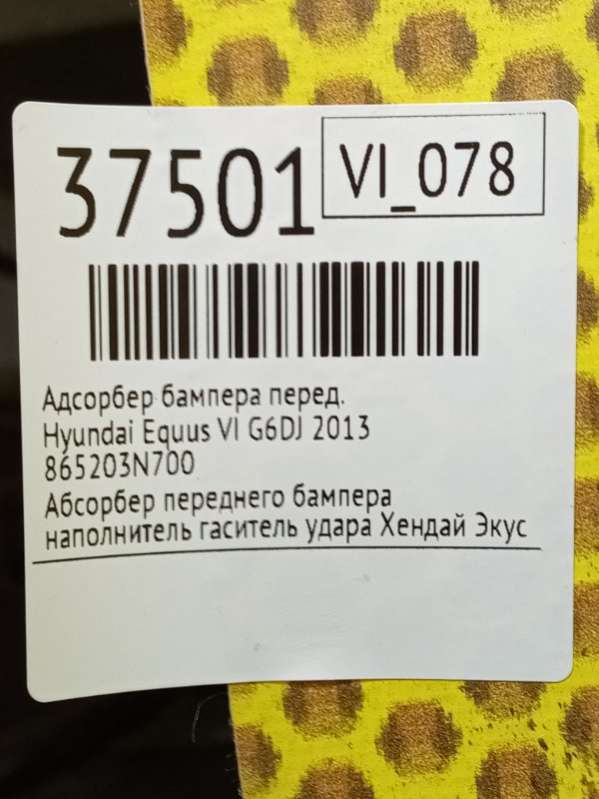 37501
VI_078
Адсорбер бампера перед.
Hyundai Equus VI G6DJ 2013
865203N700
Абсорбер переднего бампера
наполнитель гаситель удара Хендай Экус